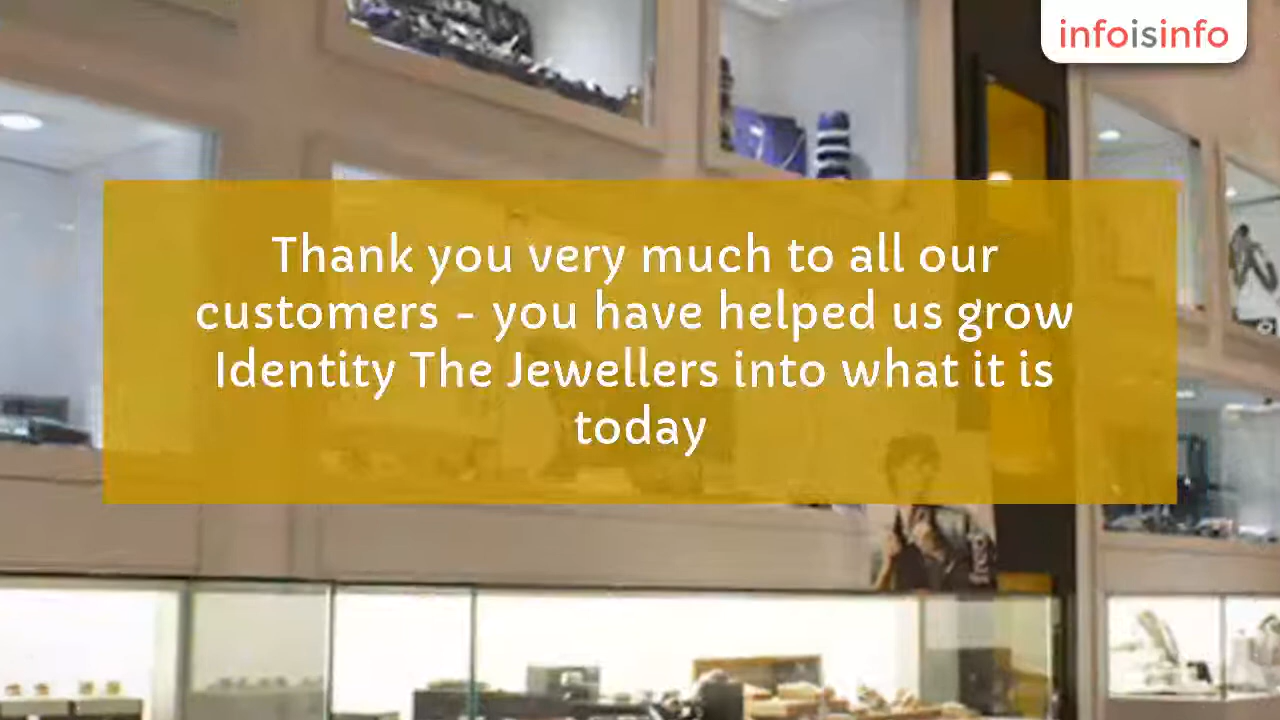 infoisinfo
Thank you very much to all our
customers - you have helped us grow
Identity The Jewellers into what it is
today